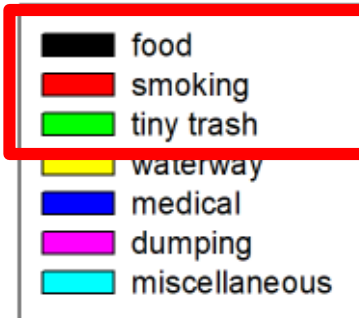 food
smoking
tiny trash
waterway
medical
dumping
miscellaneous